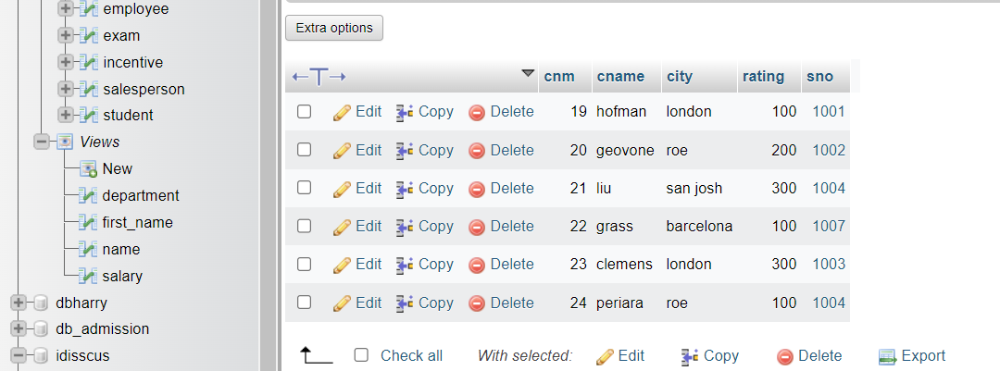 employee
exam
incentive
salesperson
student
Views
New
department
first_name
name
salary
dbharry
db_admission
idisscus
Extra options
cnm cname city rating sno
Edit Copy Delete 19 hofman london 100 1001
Edit Copy Delete 20 geovone roe 200 1002
Edit Copy Delete 21 liu san josh 300 1004
Edit Copy Delete 22 grass barcelona 100 1007
Edit Copy Delete 23 clemens london 300 1003
Edit Copy Delete 24 periara roe 100 1004
Check all With selected: Edit Copy Delete Export